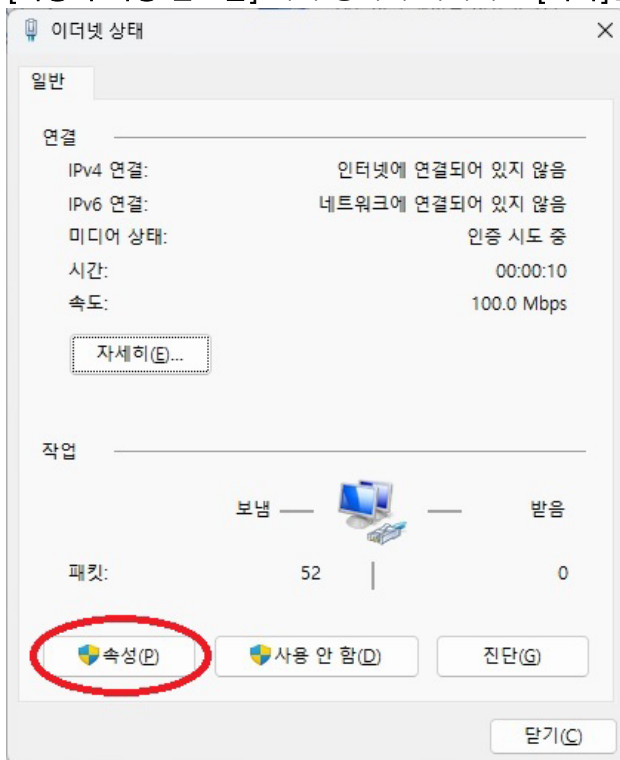 이더넷 상태
일반
연결
IPv4 연결: 인터넷에 연결되어 있지 않음
IPv6 연결: 네트워크에 연결되어 있지 않음
미디어 상태: 인증 시도 중
시간: 00:00:10
속도: 100.0 Mbps
자세히(E)...
작업
보냄 받음
패킷: 52 0
속성(P) 사용 안 함(D) 진단(G)
닫기(C)